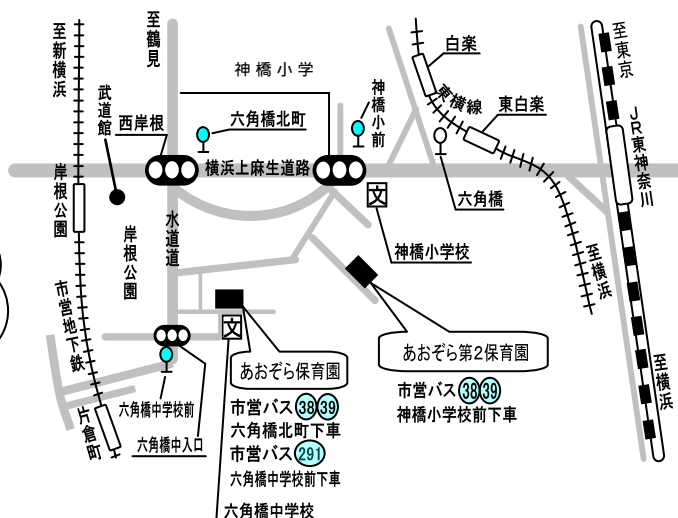 至新横浜
至鶴見
武道館
西岸根
神橋小学
六角橋北町
神橋小前
白楽
東横線
東白楽
至東京
JR東神奈川
横浜上麻生道路
岸根公園
岸根公園
水道道
文
六角橋
神橋小学校
至横浜
市営地下鉄
文
あおぞら保育園
あおぞら第2保育園
至横浜
六角橋中学校前
片倉町
六角橋中入口
市営バス 38 39
六角橋北町下車
市営バス 291
六角橋中学校前下車
六角橋中学校
市営バス 38 39
神橋小学校前下車